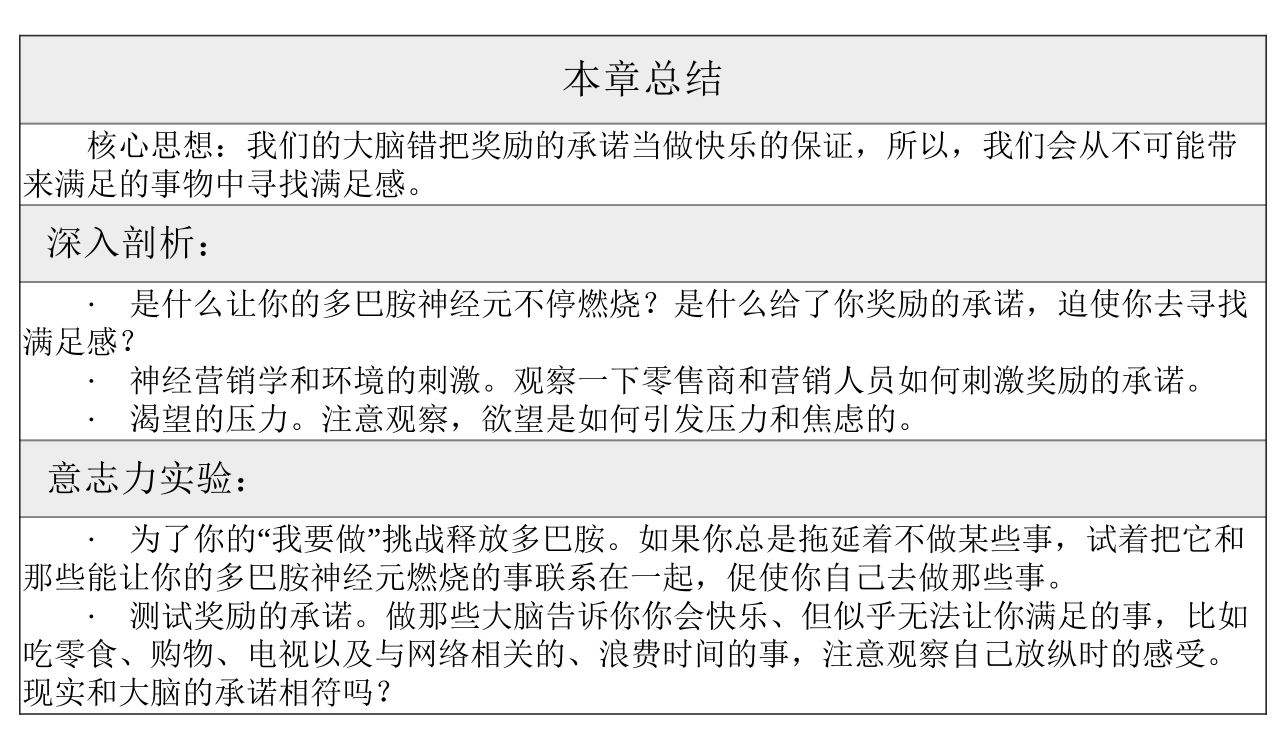 本章总结
核心思想：我们的大脑错把奖励的承诺当做快乐的保证，所以，我们会从不可能带
来满足的事物中寻找满足感。
深入剖析：
· 是什么让你的多巴胺神经元不停燃烧？是什么给了你奖励的承诺，迫使你去寻找
满足感？
· 神经营销学和环境的刺激。观察一下零售商和营销人员如何刺激奖励的承诺。
· 渴望的压力。注意观察，欲望是如何引发压力和焦虑的。
意志力实验：
· 为了你的“我要做”挑战释放多巴胺。如果你总是拖延着不做某些事，试着把它和
那些能让你的多巴胺神经元燃烧的事联系在一起，促使你自己去做那些事。
· 测试奖励的承诺。做那些大脑告诉你你会快乐、但似乎无法让你满足的事，比如
吃零食、购物、电视以及与网络相关的、浪费时间的事，注意观察自己放纵时的感受。
现实和大脑的承诺相符吗？